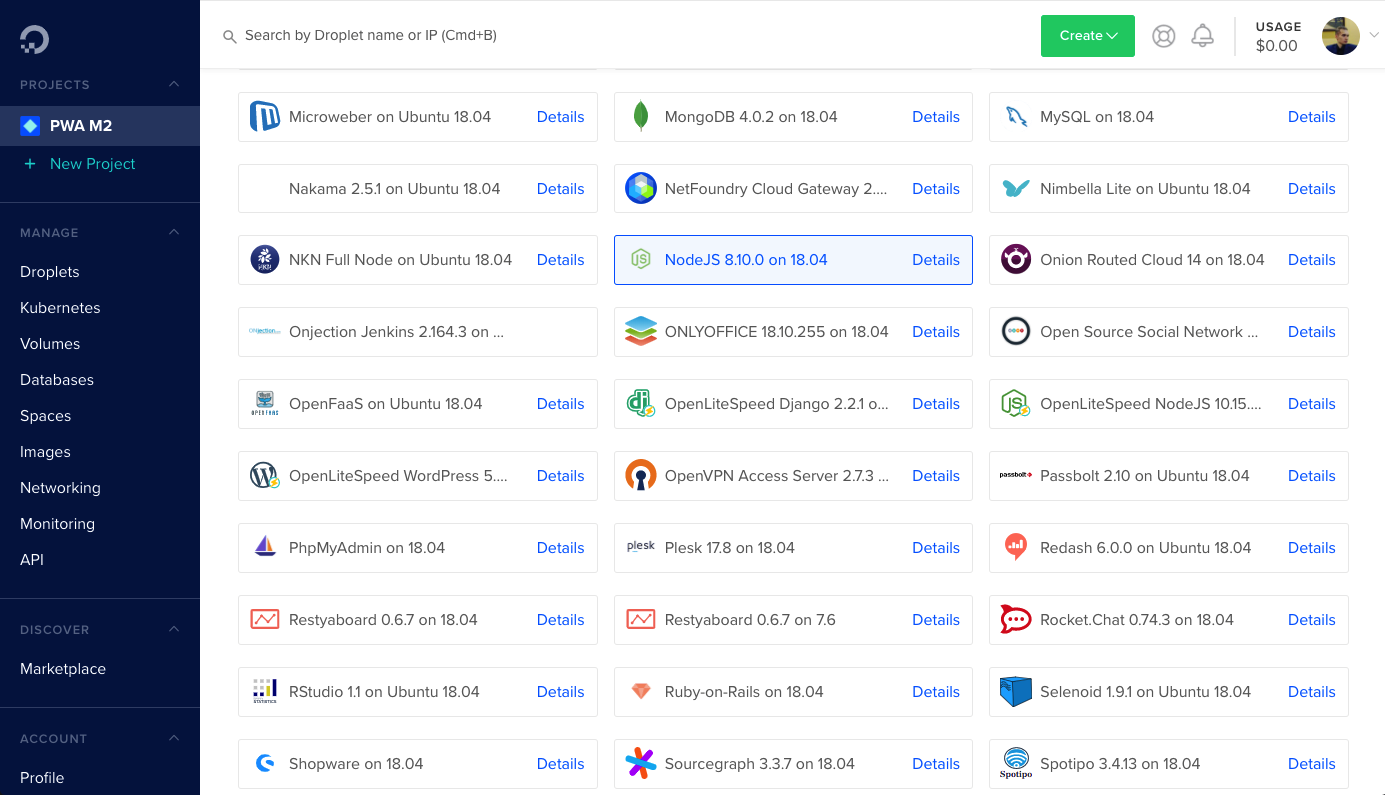 Search by Droplet name or IP (Cmd+B)
Create
USAGE
$0.00
PROJECTS
PWA M2
+ New Project
MANAGE
Droplets
Kubernetes
Volumes
Databases
Spaces
Images
Networking
Monitoring
API
DISCOVER
Marketplace
ACCOUNT
Profile
Microweber on Ubuntu 18.04 Details
MongoDB 4.0.2 on 18.04 Details
MySQL on 18.04 Details
Nakama 2.5.1 on Ubuntu 18.04 Details
NetFoundry Cloud Gateway 2.... Details
Nimbella Lite on Ubuntu 18.04 Details
NKN Full Node on Ubuntu 18.04 Details
JS NodeJS 8.10.0 on 18.04 Details
Onion Routed Cloud 14 on 18.04 Details
Onjection Jenkins 2.164.3 on ...
ONLYOFFICE 18.10.255 on 18.04 Details
Open Source Social Network ... Details
OPENFAAS OpenFaaS on Ubuntu 18.04 Details
dj OpenLiteSpeed Django 2.2.1 o... Details
JS OpenLiteSpeed NodeJS 10.15.... Details
OpenLiteSpeed WordPress 5.... Details
OpenVPN Access Server 2.7.3 ... Details
passbolt Passbolt 2.10 on Ubuntu 18.04 Details
PhpMyAdmin on 18.04 Details
plesk Plesk 17.8 on 18.04 Details
Redash 6.0.0 on Ubuntu 18.04 Details
Restyaboard 0.6.7 on 18.04 Details
Restyaboard 0.6.7 on 7.6 Details
Rocket.Chat 0.74.3 on 18.04 Details
STATISTICS RStudio 1.1 on Ubuntu 18.04 Details
Ruby-on-Rails on 18.04 Details
Selenoid 1.9.1 on Ubuntu 18.04 Details
Shopware on 18.04 Details
Sourcegraph 3.3.7 on 18.04 Details
Spotipo Spotipo 3.4.13 on 18.04 Details